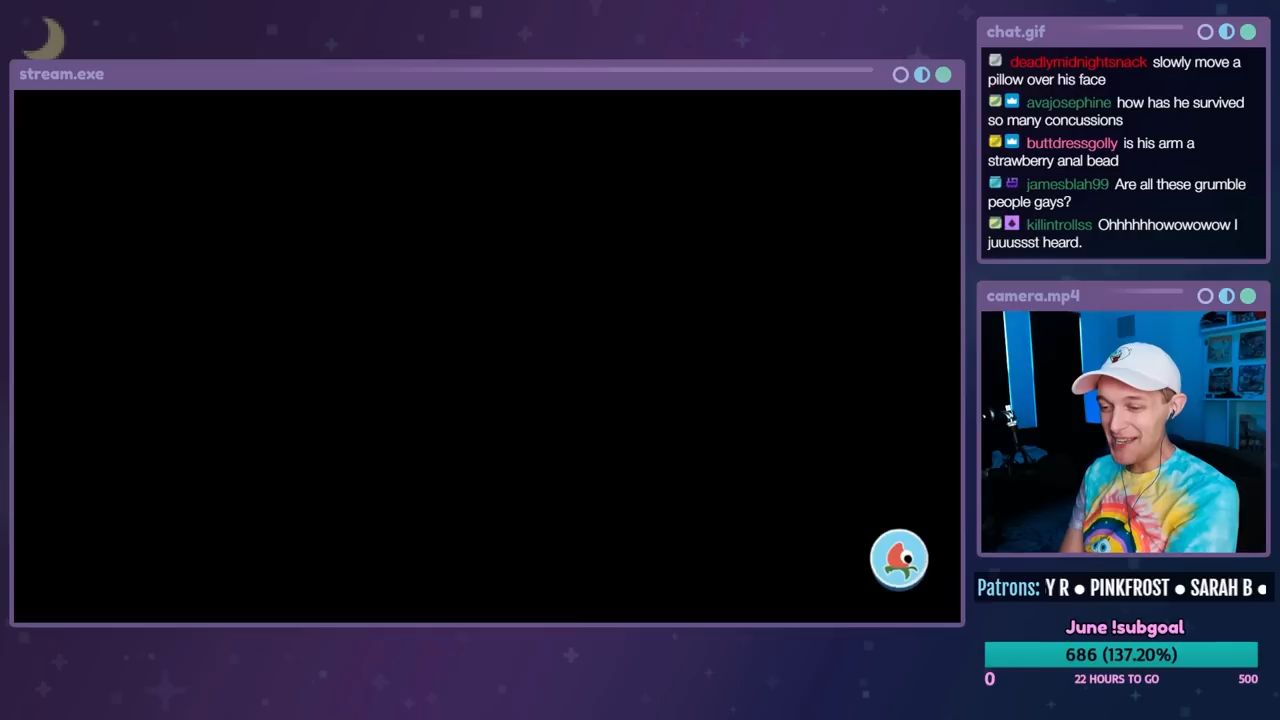 stream.exe
chat.gif
deadlymidnightsnack slowly move a
pillow over his face
avajosephine how has he survived
so many concussions
buttdressgolly is his arm a
strawberry anal bead
jamesblah99 Are all these grumble
people gays?
killintrollss Ohhhhhhowowowow I
juuussst heard.
camera.mp4
Patrons: Y R ● PINKFROST ● SARAH B ●
June !subgoal
686 (137.20%)
0 22 HOURS TO GO 500